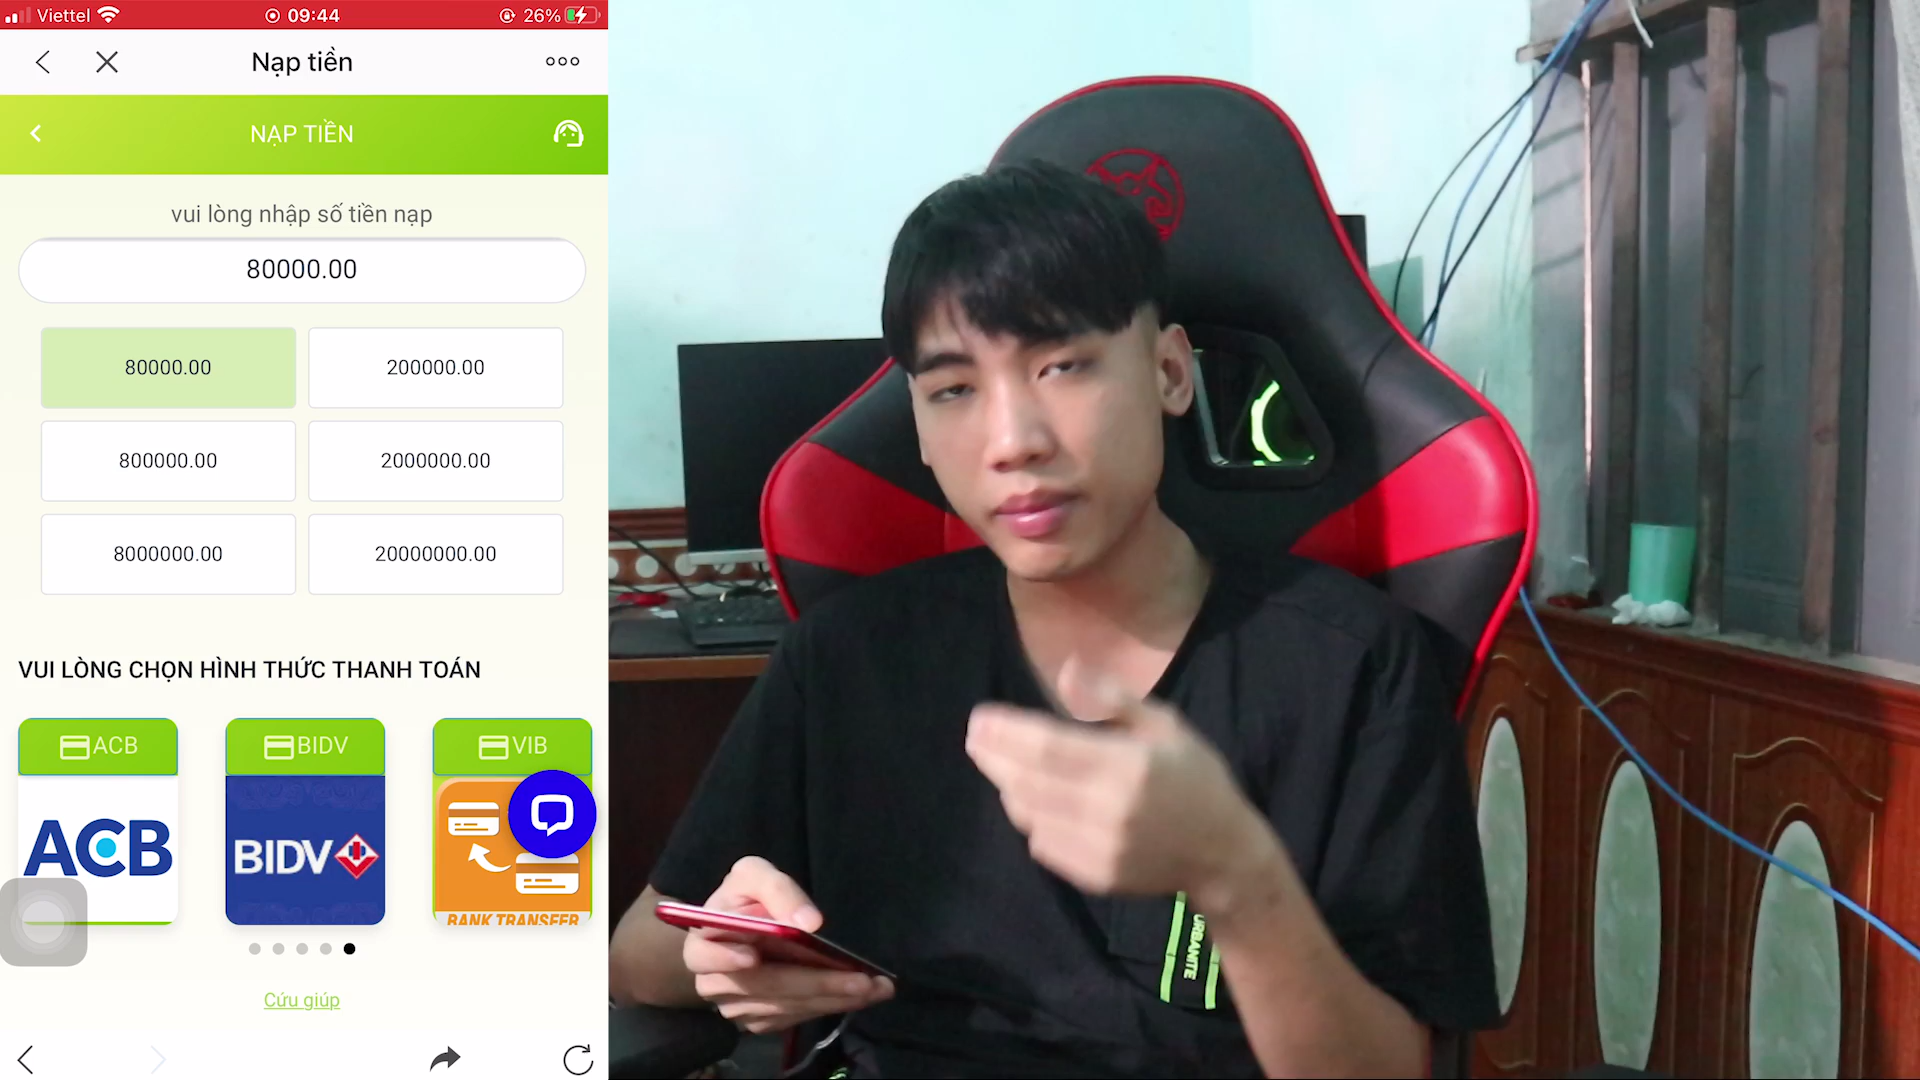 Viettel 09:44 26%
Nạp tiền
NẠP TIỀN
vui lòng nhập số tiền nạp
80000.00
80000.00 200000.00
800000.00 2000000.00
8000000.00 20000000.00
VUI LÒNG CHỌN HÌNH THỨC THANH TOÁN
ACB BIDV VIB
ACB BIDV
BANK TRANSFER
Cứu giúp
URBANITE